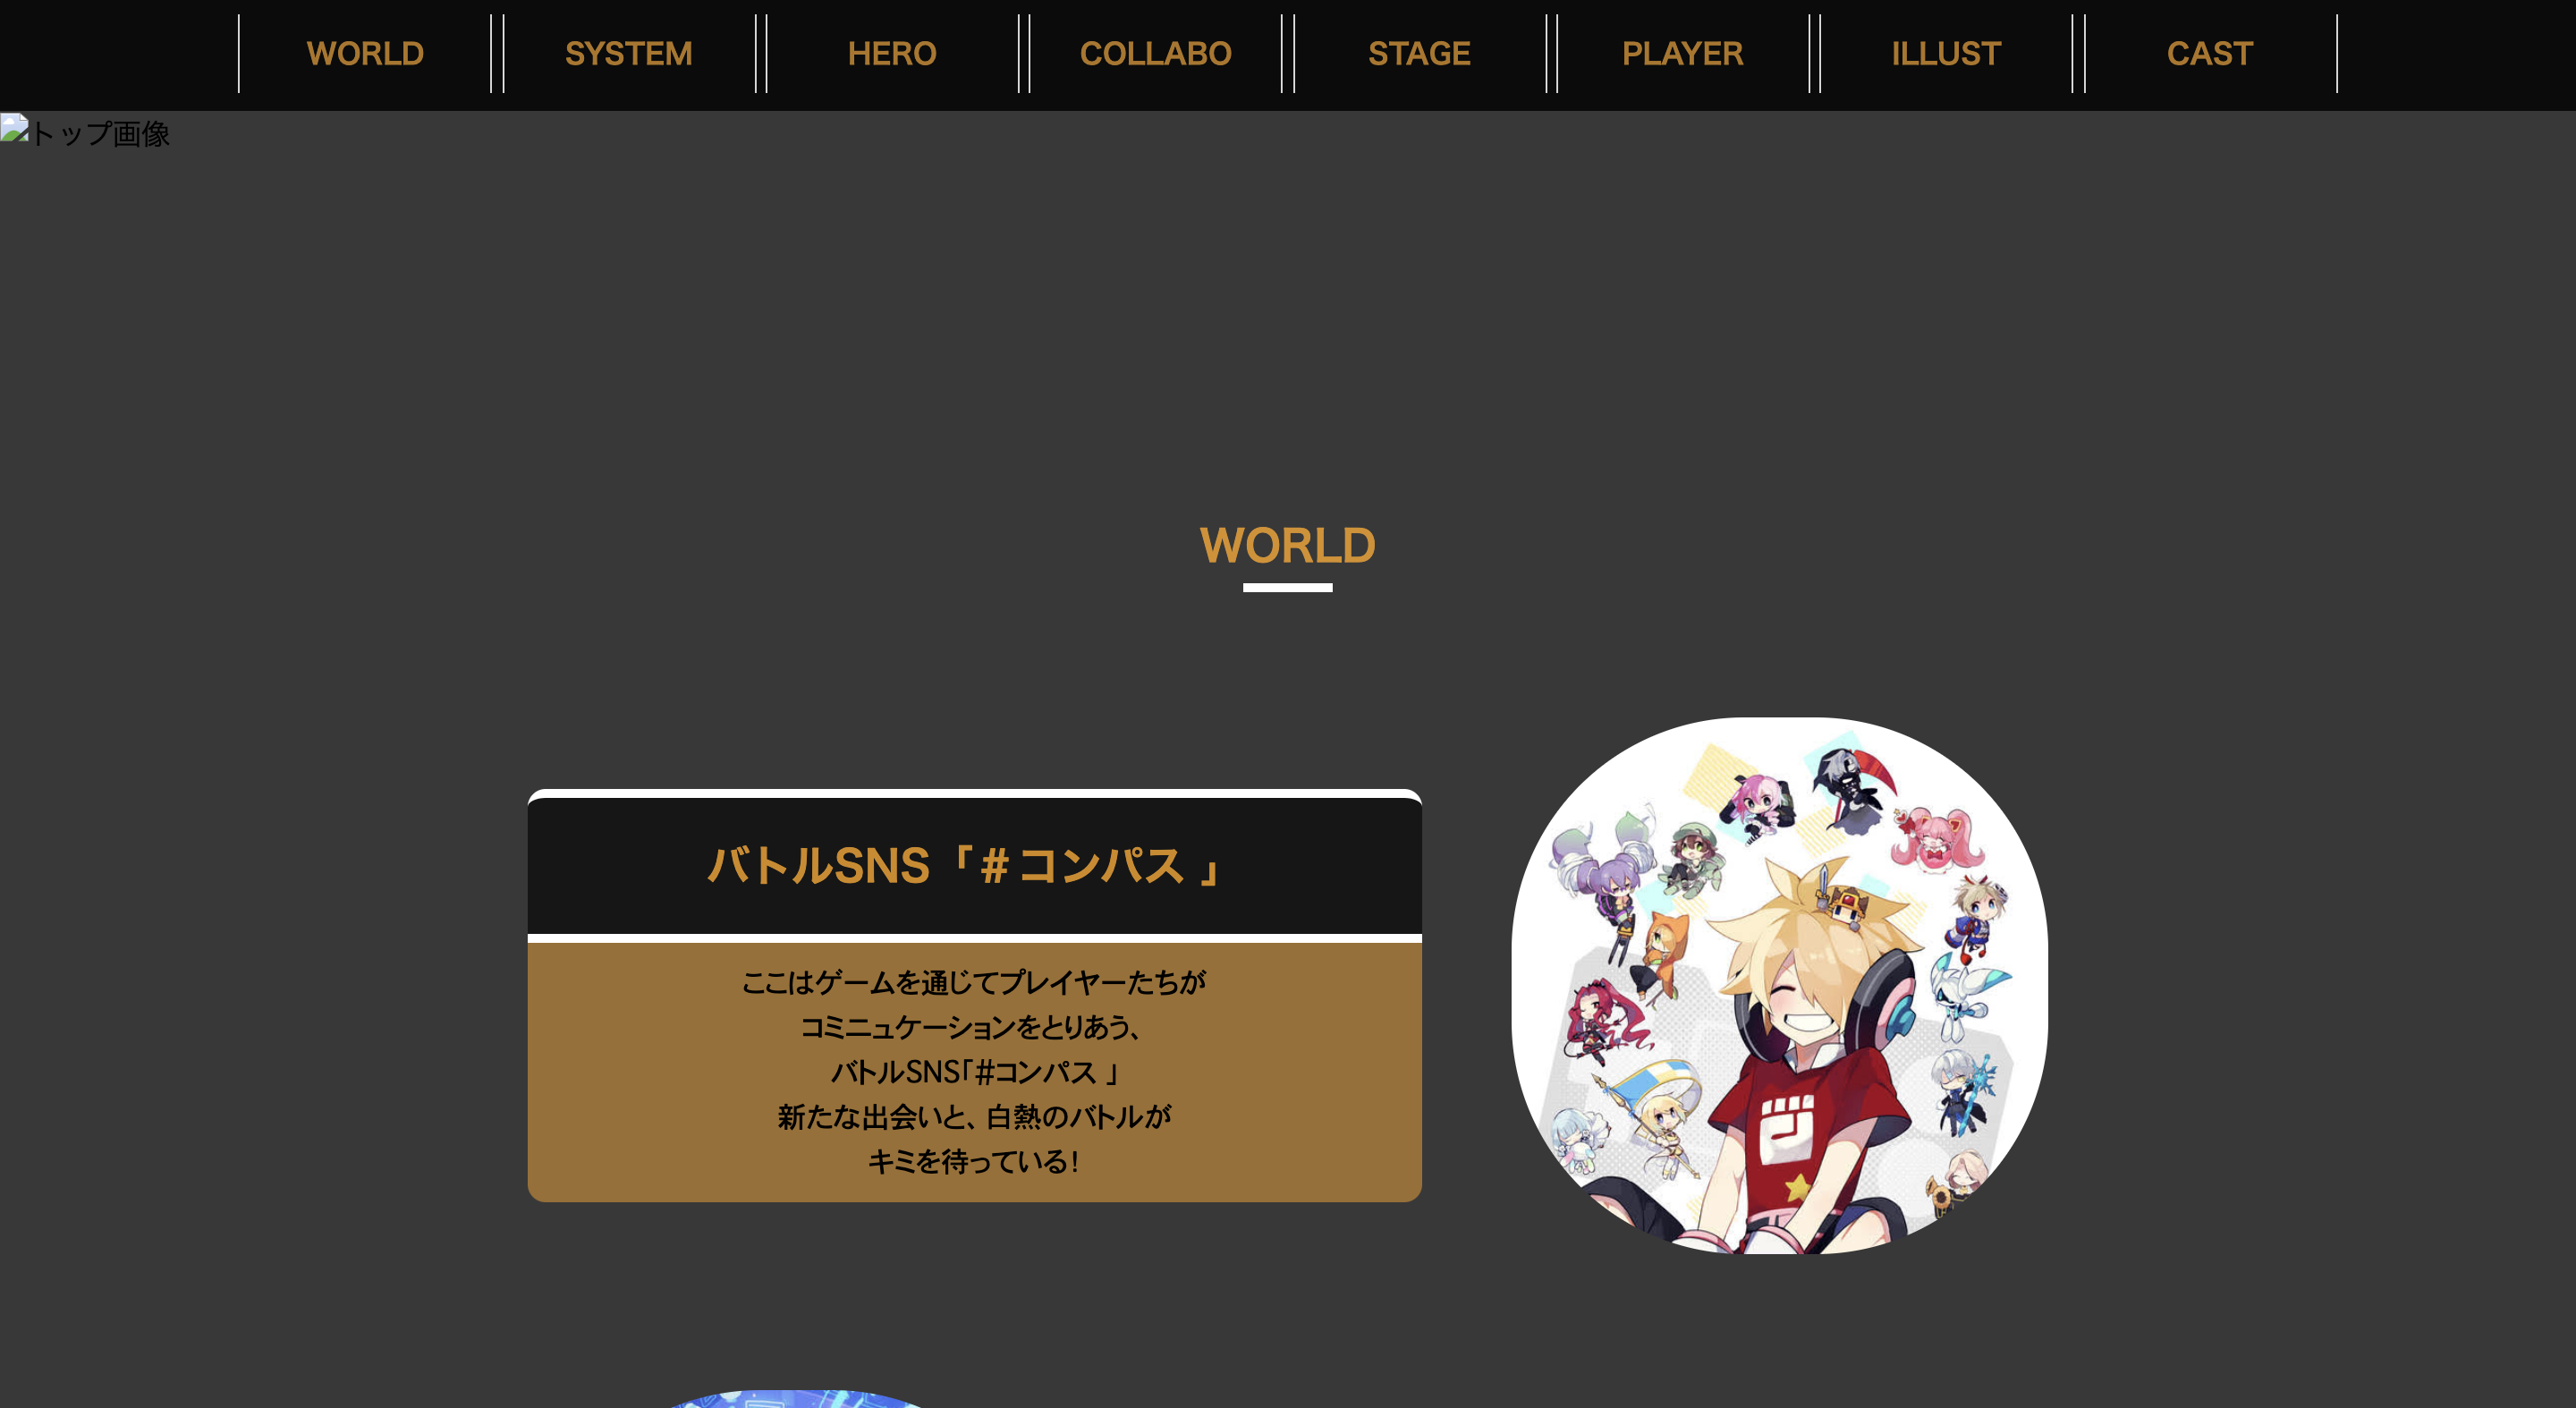 WORLD SYSTEM HERO COLLABO STAGE PLAYER ILLUST CAST
トップ画像
WORLD
バトルSNS「#コンパス 」
ここはゲームを通じてプレイヤーたちが
コミニュケーションをとりあう、
バトルSNS「#コンパス 」
新たな出会いと、白熱のバトルが
キミを待っている!